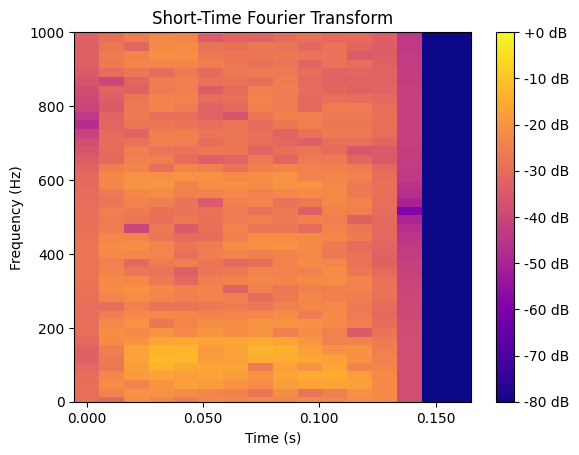 Short-Time Fourier Transform
1000
800
600
400
200
0
Frequency (Hz)
0.000
0.050
0.100
0.150
Time (s)
+0 dB
-10 dB
-20 dB
-30 dB
-40 dB
-50 dB
-60 dB
-70 dB
-80 dB